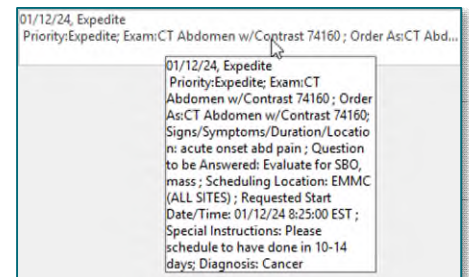 01/12/24, Expedite
Priority:Expedite; Exam:CT Abdomen w/Contrast 74160 ; Order As:CT Abd...
01/12/24, Expedite
Priority:Expedite; Exam:CT
Abdomen w/Contrast 74160 ; Order
As:CT Abdomen w/Contrast 74160;
Signs/Symptoms/Duration/Locatio
n: acute onset abd pain ; Question
to be Answered: Evaluate for SBO,
mass ; Scheduling Location: EMMC
(ALL SITES) ; Requested Start
Date/Time: 01/12/24 8:25:00 EST ;
Special Instructions: Please
schedule to have done in 10-14
days; Diagnosis: Cancer